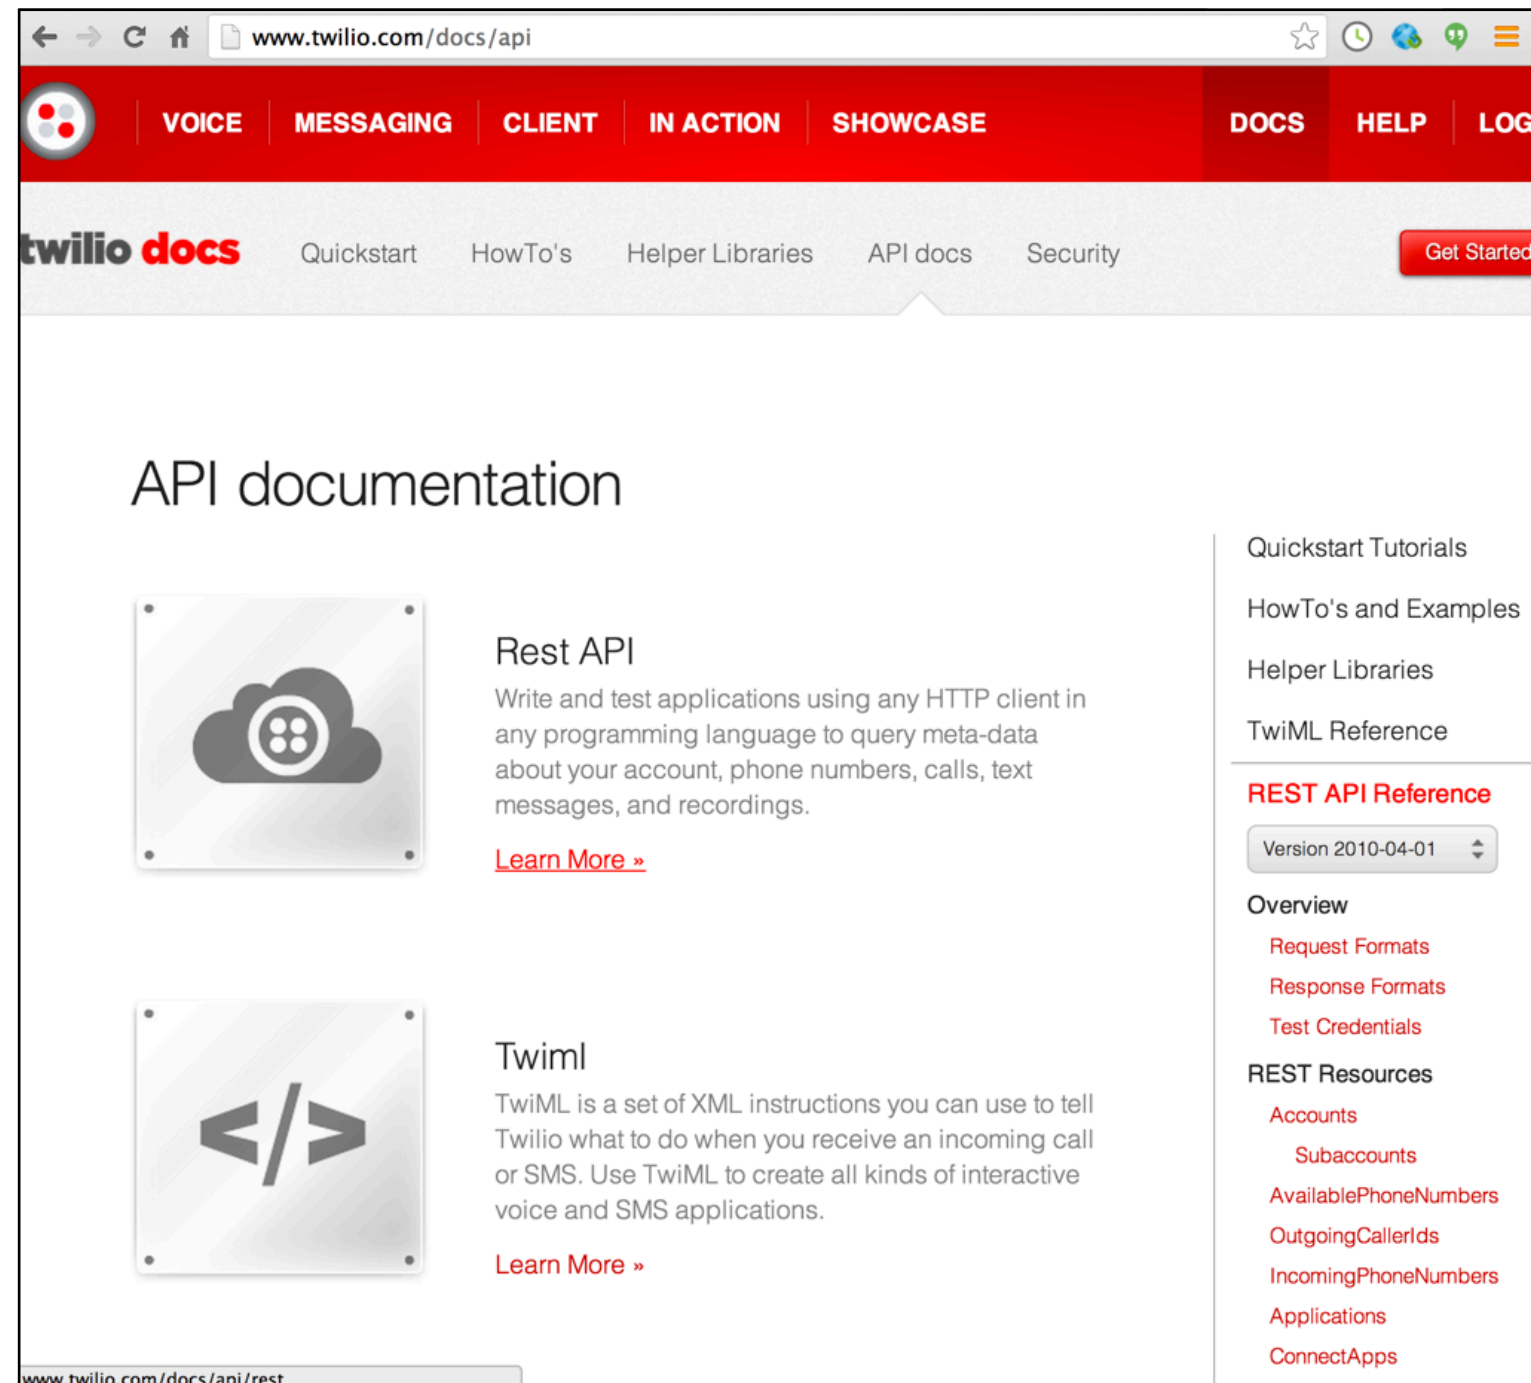 www.twilio.com/docs/api
VOICE MESSAGING CLIENT IN ACTION SHOWCASE DOCS HELP LOG
twilio docs Quickstart HowTo's Helper Libraries API docs Security Get Started
API documentation
Rest API
Write and test applications using any HTTP client in
any programming language to query meta-data
about your account, phone numbers, calls, text
messages, and recordings.
Learn More »
Twiml
TwiML is a set of XML instructions you can use to tell
Twilio what to do when you receive an incoming call
or SMS. Use TwiML to create all kinds of interactive
voice and SMS applications.
Learn More »
Quickstart Tutorials
HowTo's and Examples
Helper Libraries
TwiML Reference
REST API Reference
Version 2010-04-01
Overview
Request Formats
Response Formats
Test Credentials
REST Resources
Accounts
Subaccounts
AvailablePhoneNumbers
OutgoingCallerIds
IncomingPhoneNumbers
Applications
ConnectApps
www.twilio.com/docs/api/rest